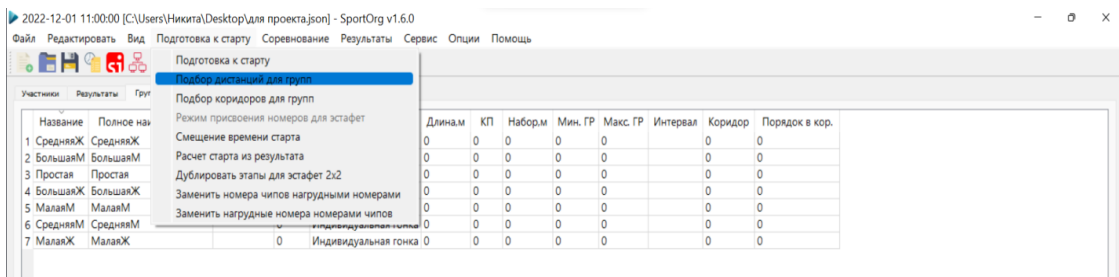 2022-12-01 11:00:00 [C:\Users\Никита\Desktop\для проекта.json] - SportOrg v1.6.0
Файл Редактировать Вид Подготовка к старту Соревнование Результаты Сервис Опции Помощь
Подготовка к старту
Подбор дистанций для групп
Подбор коридоров для групп
Режим присвоения номеров для эстафет
Смещение времени старта
Расчет старта из результата
Дублировать этапы для эстафет 2x2
Заменить номера чипов нагрудными номерами
Заменить нагрудные номера номерами чипов
Участники Результаты Гру
Название Полное наи Длина,м КП Набор,м Мин. ГР Макс. ГР Интервал Коридор Порядок в кор.
1 СредняяЖ СредняяЖ 0 0 0 0 0 0 0
2 БольшаяМ БольшаяМ 0 0 0 0 0 0 0
3 Простая Простая 0 0 0 0 0 0 0
4 БольшаяЖ БольшаяЖ 0 0 0 0 0 0 0
5 МалаяМ МалаяМ 0 0 0 0 0 0 0
6 СредняяМ СредняяМ 0 Индивидуальная гонка 0 0 0 0 0 0 0
7 МалаяЖ МалаяЖ 0 Индивидуальная гонка 0 0 0 0 0 0 0